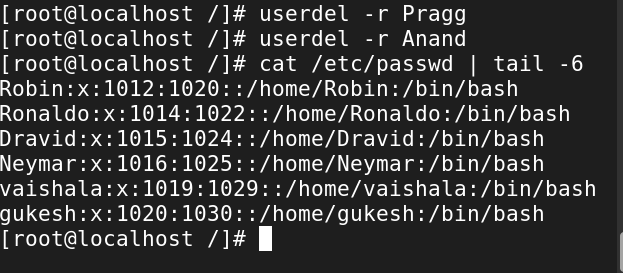 [root@localhost /]# userdel -r Pragg
[root@localhost /]# userdel -r Anand
[root@localhost /]# cat /etc/passwd | tail -6
Robin:x:1012:1020::/home/Robin:/bin/bash
Ronaldo:x:1014:1022::/home/Ronaldo:/bin/bash
Dravid:x:1015:1024::/home/Dravid:/bin/bash
Neymar:x:1016:1025::/home/Neymar:/bin/bash
vaishala:x:1019:1029::/home/vaishala:/bin/bash
gukesh:x:1020:1030::/home/gukesh:/bin/bash
[root@localhost /]#